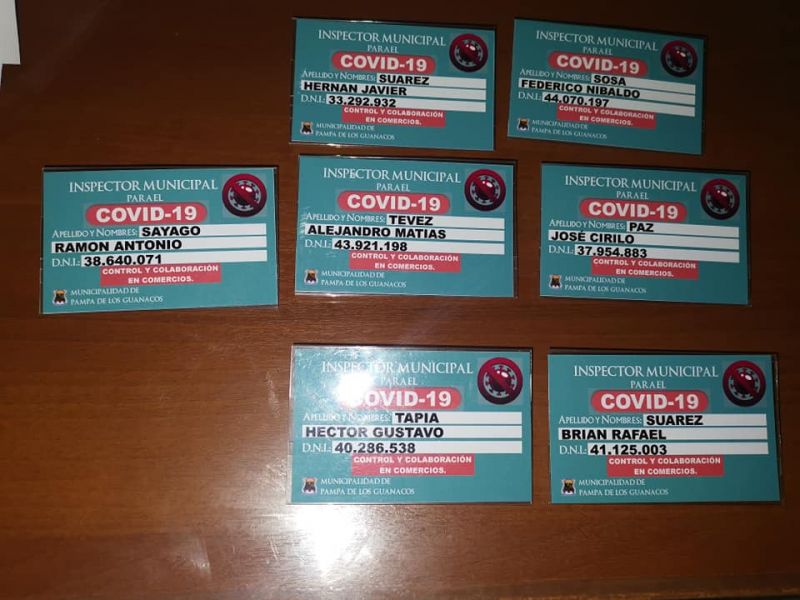 INSPECTOR MUNICIPAL
PARA EL
COVID-19
APELLIDO Y NOMBRES: SUAREZ
HERNAN JAVIER
D.N.I.: 33.292.932
CONTROL Y COLABORACIÓN
EN COMERCIOS.
MUNICIPALIDAD DE
PAMPA DE LOS GUANACOS
INSPECTOR MUNICIPAL
PARA EL
COVID-19
APELLIDO Y NOMBRES: SOSA
FEDERICO NIBALDO
D.N.I.: 44.070.197
CONTROL Y COLABORACIÓN
EN COMERCIOS.
MUNICIPALIDAD DE
PAMPA DE LOS GUANACOS
INSPECTOR MUNICIPAL
PARA EL
COVID-19
APELLIDO Y NOMBRES: SAYAGO
RAMON ANTONIO
D.N.I.: 38.640.071
CONTROL Y COLABORACIÓN
EN COMERCIOS.
MUNICIPALIDAD DE
PAMPA DE LOS GUANACOS
INSPECTOR MUNICIPAL
PARA EL
COVID-19
APELLIDO Y NOMBRES: TEVEZ
ALEJANDRO MATIAS
D.N.I.: 43.921.198
CONTROL Y COLABORACIÓN
EN COMERCIOS.
MUNICIPALIDAD DE
PAMPA DE LOS GUANACOS
INSPECTOR MUNICIPAL
PARA EL
COVID-19
APELLIDO Y NOMBRES: PAZ
JOSÉ CIRILO
D.N.I.: 37.954.883
CONTROL Y COLABORACIÓN
EN COMERCIOS.
MUNICIPALIDAD DE
PAMPA DE LOS GUANACOS
INSPECTOR MUNICIPAL
PARA EL
COVID-19
APELLIDO Y NOMBRES: TAPIA
HECTOR GUSTAVO
D.N.I.: 40.286.538
CONTROL Y COLABORACIÓN
EN COMERCIOS.
MUNICIPALIDAD DE
PAMPA DE LOS GUANACOS
INSPECTOR MUNICIPAL
PARA EL
COVID-19
APELLIDO Y NOMBRES: SUAREZ
BRIAN RAFAEL
D.N.I.: 41.125.003
CONTROL Y COLABORACIÓN
EN COMERCIOS.
MUNICIPALIDAD DE
PAMPA DE LOS GUANACOS